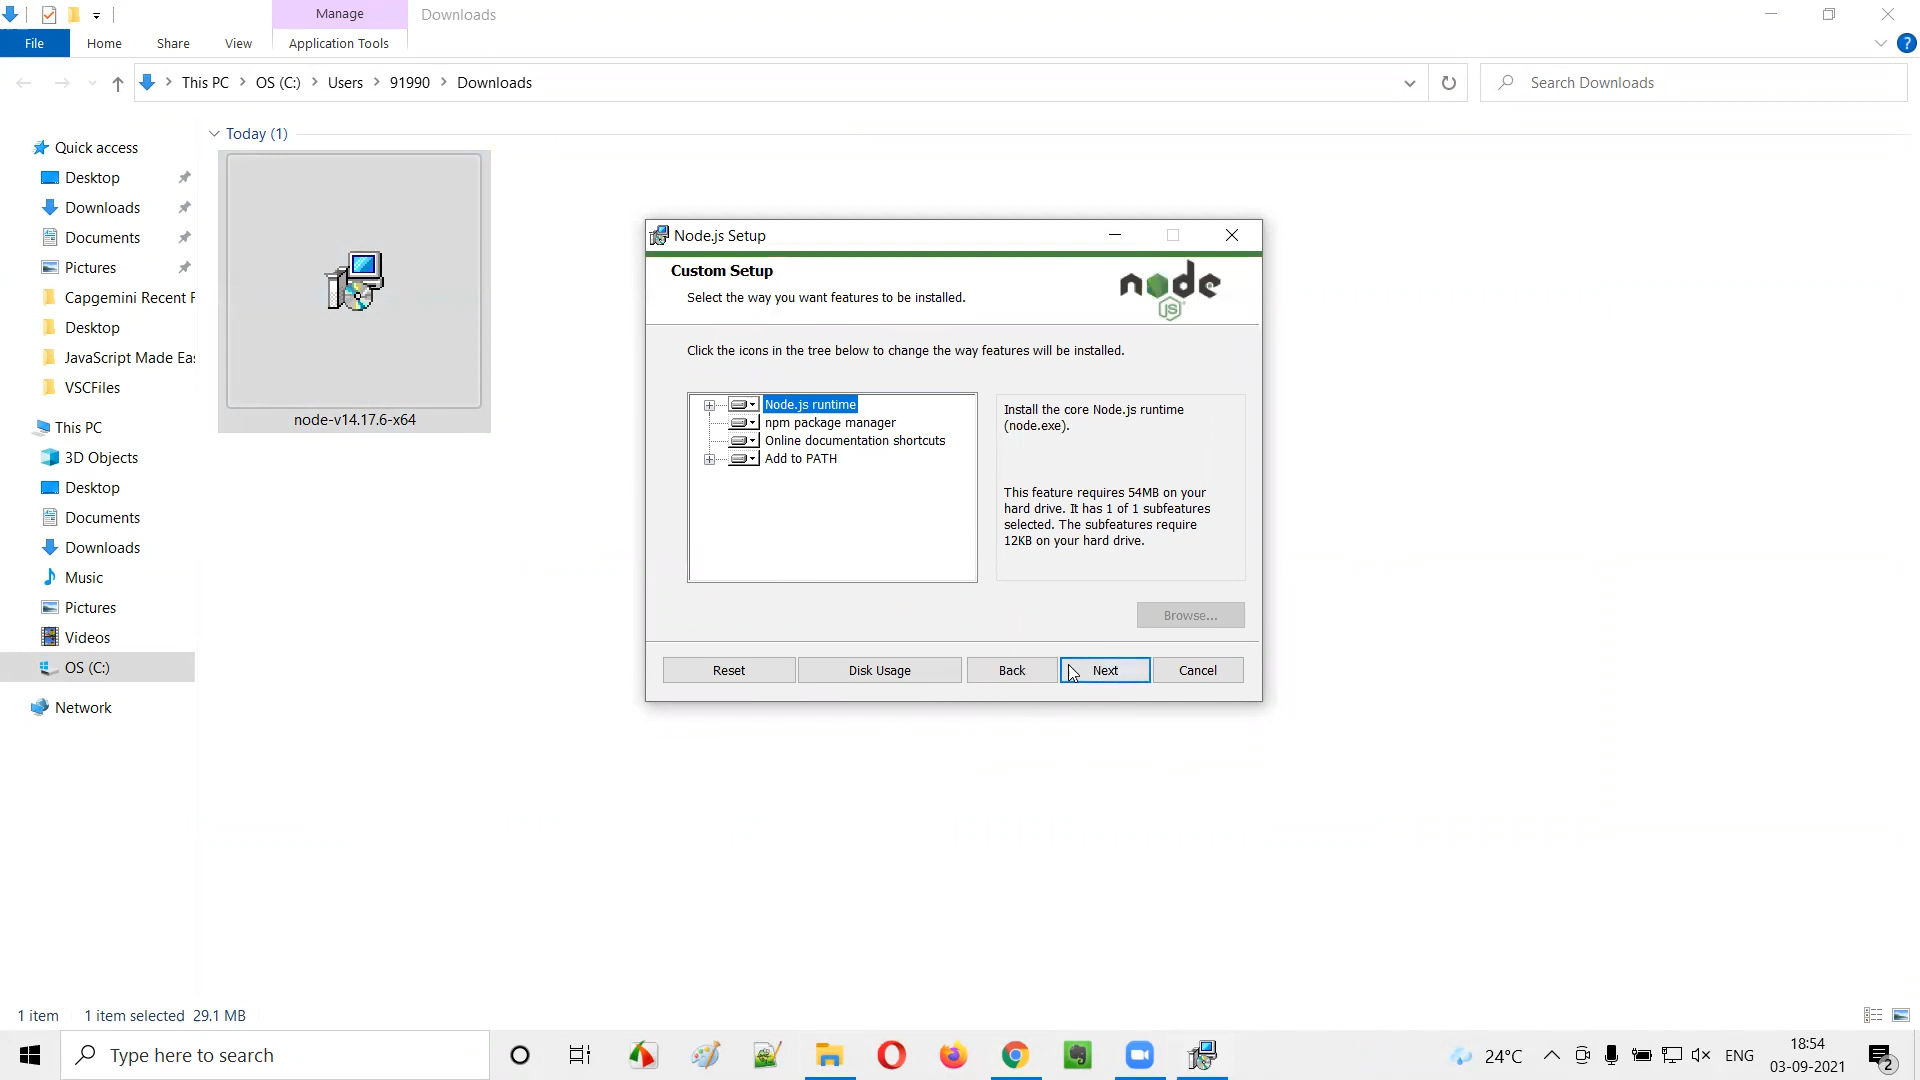 Manage
Downloads
File
Home
Share
View
Application Tools
This PC
OS (C:)
Users
91990
Downloads
Search Downloads
Today (1)
Quick access
Desktop
Downloads
Documents
Pictures
Capgemini Recent
Desktop
JavaScript Made
VSCFiles
This PC
3D Objects
Desktop
Documents
Downloads
Music
Pictures
Videos
OS (C:)
Network
node-v14.17.6-x64
Node.js Setup
Custom Setup
Select the way you want features to be installed.
node
JS
Click the icons in the tree below to change the way features will be installed.
Node.js runtime
npm package manager
Online documentation shortcuts
Add to PATH
Install the core Node.js runtime
(node.exe).
This feature requires 54MB on your
hard drive. It has 1 of 1 subfeatures
selected. The subfeatures require
12KB on your hard drive.
Browse...
Reset
Disk Usage
Back
Next
Cancel
1 item
1 item selected 29.1 MB
Type here to search
24°C
ENG
18:54
03-09-2021
2